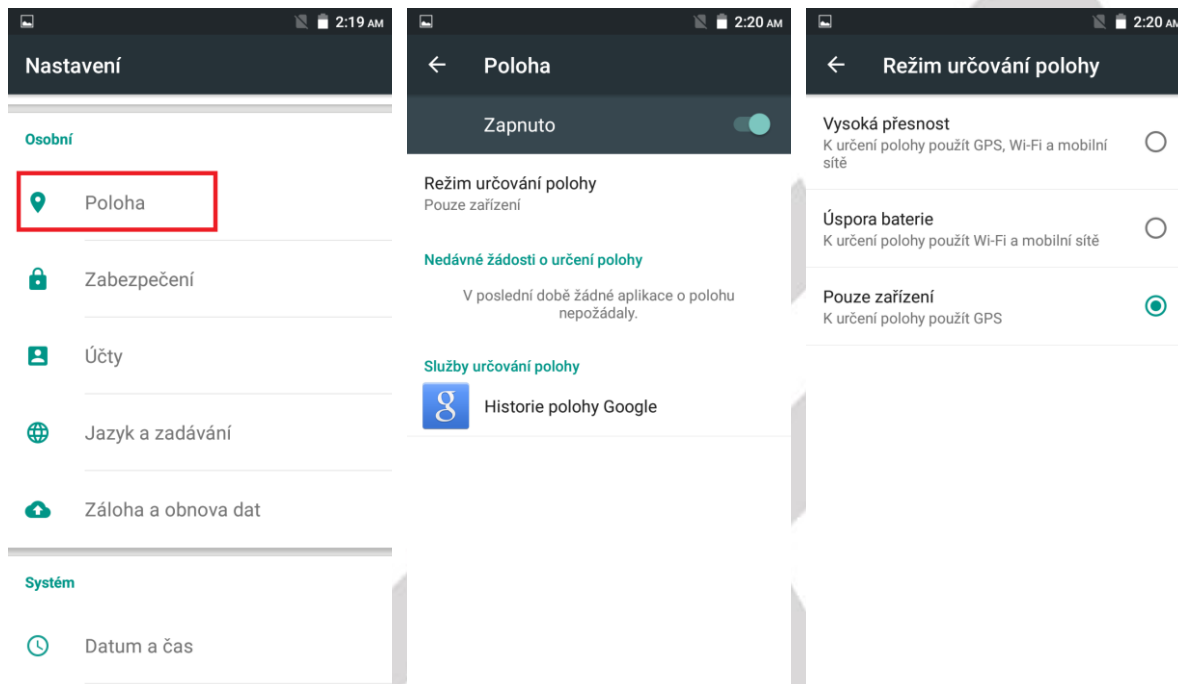 2:19 AM
Nastavení
Osobní
Poloha
Zabezpečení
Účty
Jazyk a zadávání
Záloha a obnova dat
Systém
Datum a čas
2:20 AM
Poloha
Zapnuto
Režim určování polohy
Pouze zařízení
Nedávné žádosti o určení polohy
V poslední době žádné aplikace o polohu
nepožádaly.
Služby určování polohy
8
Historie polohy Google
2:20 AM
Režim určování polohy
Vysoká přesnost
K určení polohy použít GPS, Wi-Fi a mobilní
sítě
Úspora baterie
K určení polohy použít Wi-Fi a mobilní sítě
Pouze zařízení
K určení polohy použít GPS